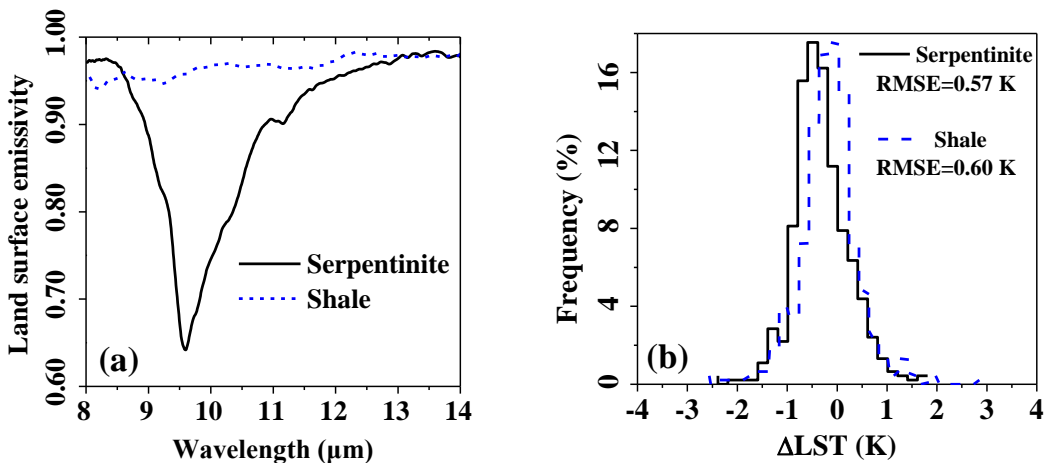 Land surface emissivity
1.00
0.90
0.80
0.70
0.60
Serpentinite
Shale
(a)
8 9 10 11 12 13 14
Wavelength (µm)
Frequency (%)
16
12
8
4
0
Serpentinite
RMSE=0.57 K
Shale
RMSE=0.60 K
(b)
-4 -3 -2 -1 0 1 2 3 4
ΔLST (K)